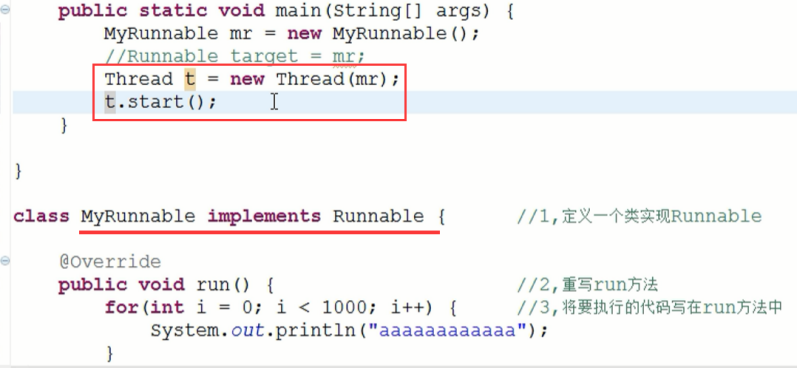 public static void main(String[] args) {
MyRunnable mr = new MyRunnable();
//Runnable target = mr;
Thread t = new Thread(mr);
t.start();
}
}
class MyRunnable implements Runnable { //1,定义一个类实现Runnable
@Override
public void run() { //2,重写run方法
for(int i = 0; i < 1000; i++) { //3,将要执行的代码写在run方法中
System.out.println("aaaaaaaaaaaa");
}